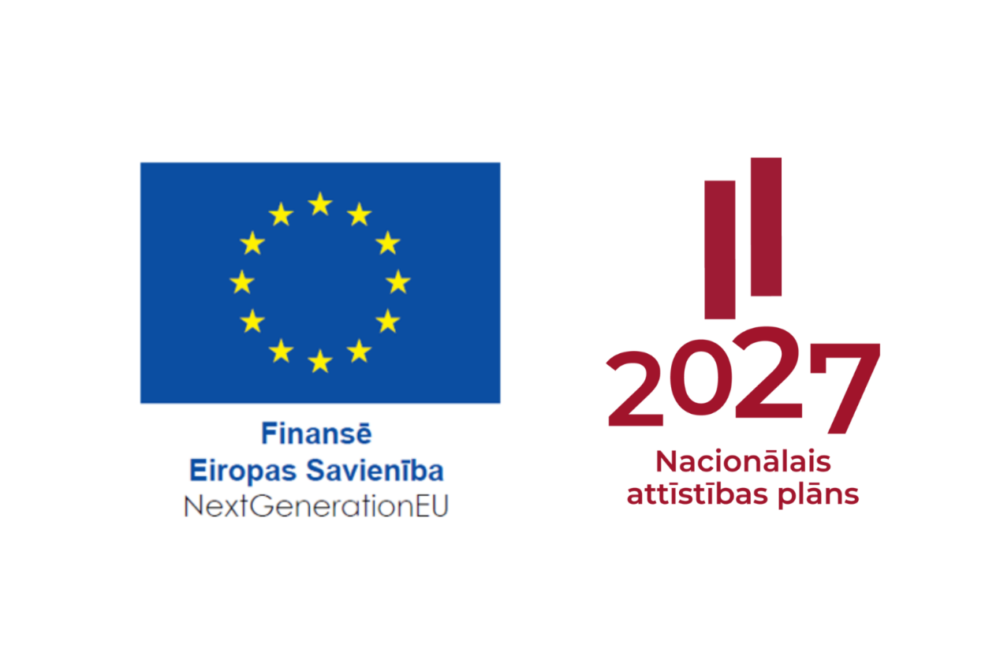 Finansē
Eiropas Savienība
NextGenerationEU
2027
Nacionālais
attīstības plāns